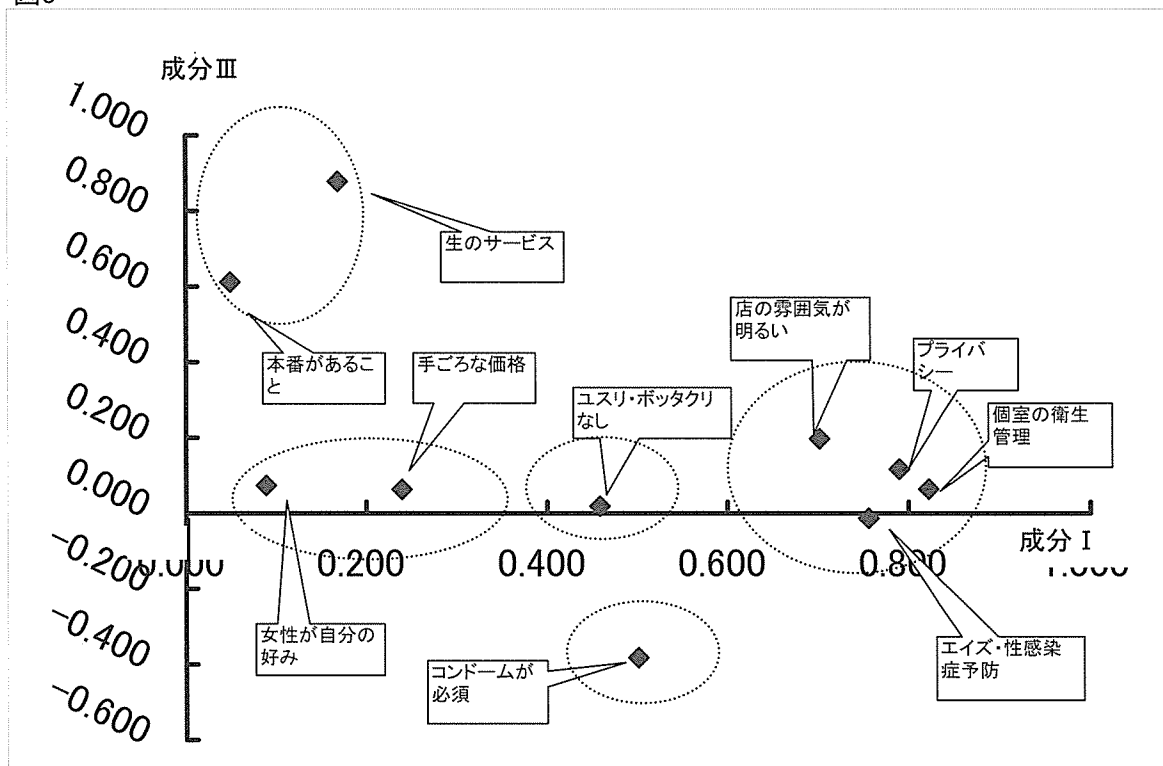 成分Ⅲ
1.000
0.800
0.600
0.400
0.200
0.000
-0.200
-0.400
-0.600
生のサービス
本番があるこ
と
手ごろな価格
ユスリ・ボッタクリ
なし
店の雰囲気が
明るい
プライバ
シー
個室の衛生
管理
成分Ⅰ
0.000
0.200
0.400
0.600
0.800
1.000
女性が自分の
好み
コンドームが
必須
エイズ・性感染
症予防